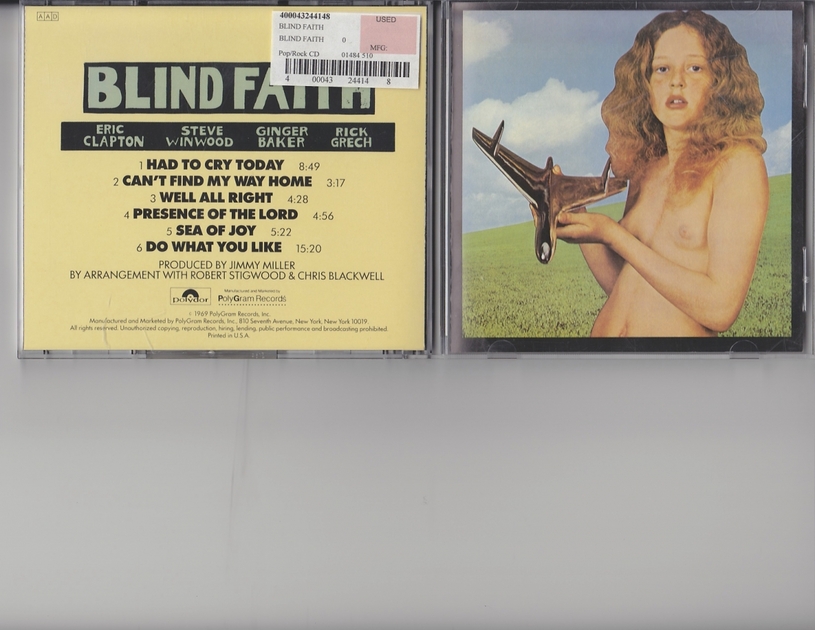 A A D
400043244148
USED
BLIND FAITH
BLIND FAITH 0
MFG:
Pop/Rock CD 01484 510
4 00043 24414 8
BLIND FAITH
ERIC CLAPTON STEVE WINWOOD GINGER BAKER RICK GRECH
1 HAD TO CRY TODAY 8:49
2 CAN'T FIND MY WAY HOME 3:17
3 WELL ALL RIGHT 4:28
4 PRESENCE OF THE LORD 4:56
5 SEA OF JOY 5:22
6 DO WHAT YOU LIKE 15:20
PRODUCED BY JIMMY MILLER
BY ARRANGEMENT WITH ROBERT STIGWOOD & CHRIS BLACKWELL
polydor
Manufactured and Marketed by
PolyGram Records
© 1969 PolyGram Records, Inc.
Manufactured and Marketed by PolyGram Records, Inc., 810 Seventh Avenue, New York, New York 10019.
All rights reserved. Unauthorized copying, reproduction, hiring, lending, public performance and broadcasting prohibited.
Printed in U.S.A.